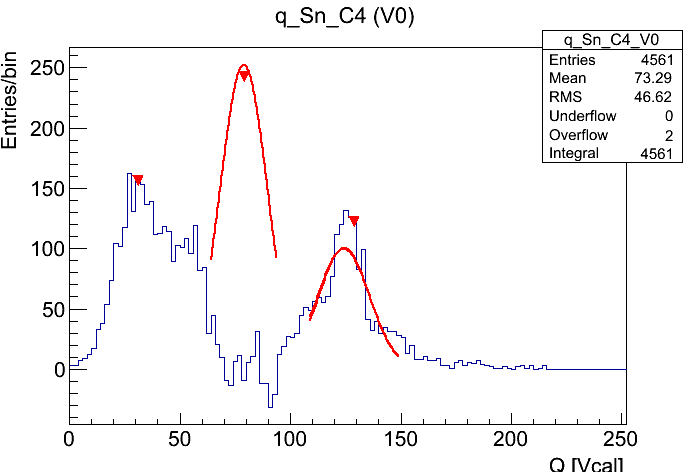 q_Sn_C4 (V0)
q_Sn_C4_V0
Entries 4561
Mean 73.29
RMS 46.62
Underflow 0
Overflow 2
Integral 4561
Entries/bin
250
200
150
100
50
0
0 50 100 150 200 250
Q [Vcal]